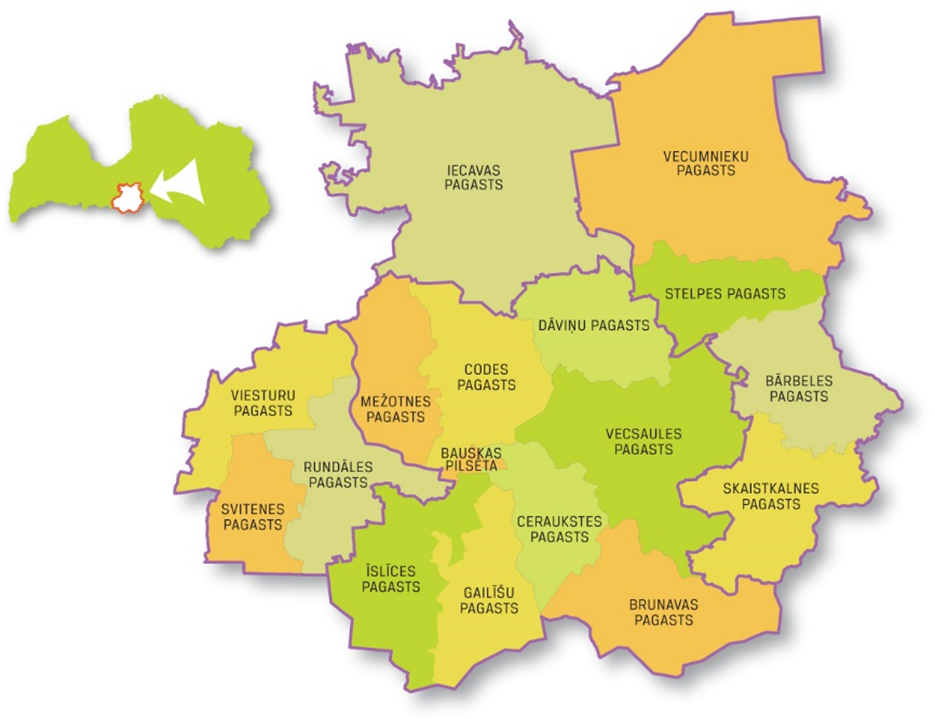 IECAVAS
PAGASTS
VECUMNIEKU
PAGASTS
STELPES PAGASTS
DĀVIŅU PAGASTS
BĀRBELES
PAGASTS
CODES
PAGASTS
VIESTURU
PAGASTS
MEŽOTNES
PAGASTS
VECSAULES
PAGASTS
BAUSKAS
PILSĒTA
RUNDĀLES
PAGASTS
SKAISTKALNES
PAGASTS
SVITENES
PAGASTS
CERAUKSTES
PAGASTS
ĪSLĪCES
PAGASTS
GAILĪŠU
PAGASTS
BRUNAVAS
PAGASTS